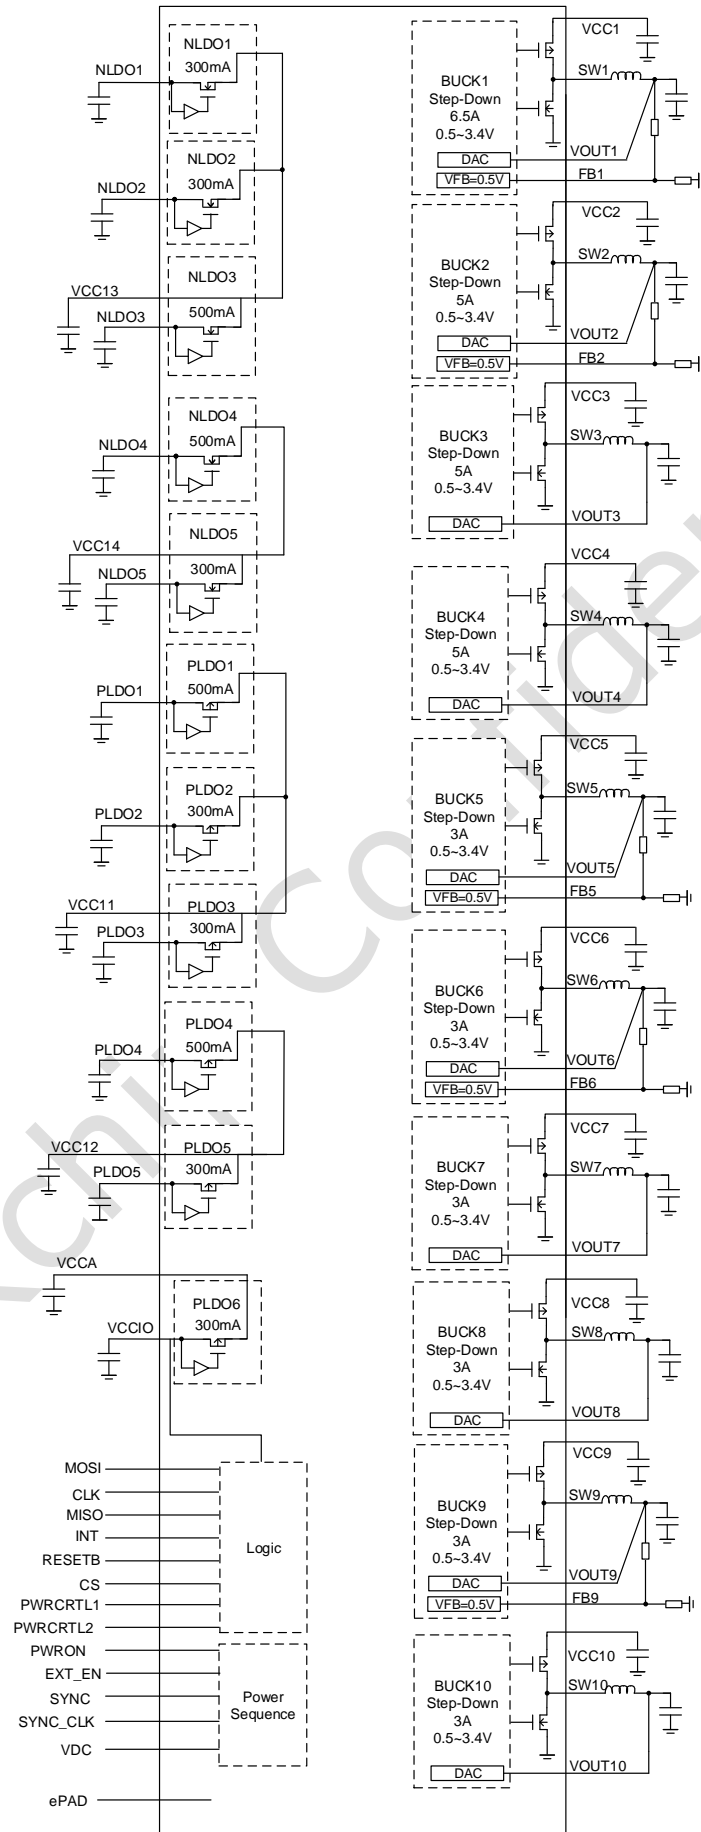 NLDO1
300mA
NLDO1
NLDO2
300mA
NLDO2
NLDO3
VCC13
500mA
NLDO3
NLDO4
500mA
NLDO4
NLDO5
VCC14
300mA
NLDO5
PLDO1
500mA
PLDO1
PLDO2
300mA
PLDO2
PLDO3
VCC11
300mA
PLDO3
PLDO4
500mA
PLDO4
PLDO5
VCC12
300mA
PLDO5
VCCA
PLDO6
300mA
VCCIO
MOSI
CLK
MISO
INT
RESETB
CS
PWRCRTL1
PWRCRTL2
Logic
PWRON
EXT_EN
SYNC
SYNC_CLK
VDC
Power
Sequence
ePAD
VCC1
SW1
BUCK1
Step-Down
6.5A
0.5~3.4V
VOUT1
DAC
FB1
VFB=0.5V
VCC2
SW2
BUCK2
Step-Down
5A
0.5~3.4V
VOUT2
DAC
FB2
VFB=0.5V
VCC3
SW3
BUCK3
Step-Down
5A
0.5~3.4V
VOUT3
DAC
VCC4
SW4
BUCK4
Step-Down
5A
0.5~3.4V
VOUT4
DAC
VCC5
SW5
BUCK5
Step-Down
3A
0.5~3.4V
VOUT5
DAC
FB5
VFB=0.5V
VCC6
SW6
BUCK6
Step-Down
3A
0.5~3.4V
VOUT6
DAC
FB6
VFB=0.5V
VCC7
SW7
BUCK7
Step-Down
3A
0.5~3.4V
VOUT7
DAC
VCC8
SW8
BUCK8
Step-Down
3A
0.5~3.4V
VOUT8
DAC
VCC9
SW9
BUCK9
Step-Down
3A
0.5~3.4V
VOUT9
DAC
FB9
VFB=0.5V
VCC10
SW10
BUCK10
Step-Down
3A
0.5~3.4V
VOUT10
DAC